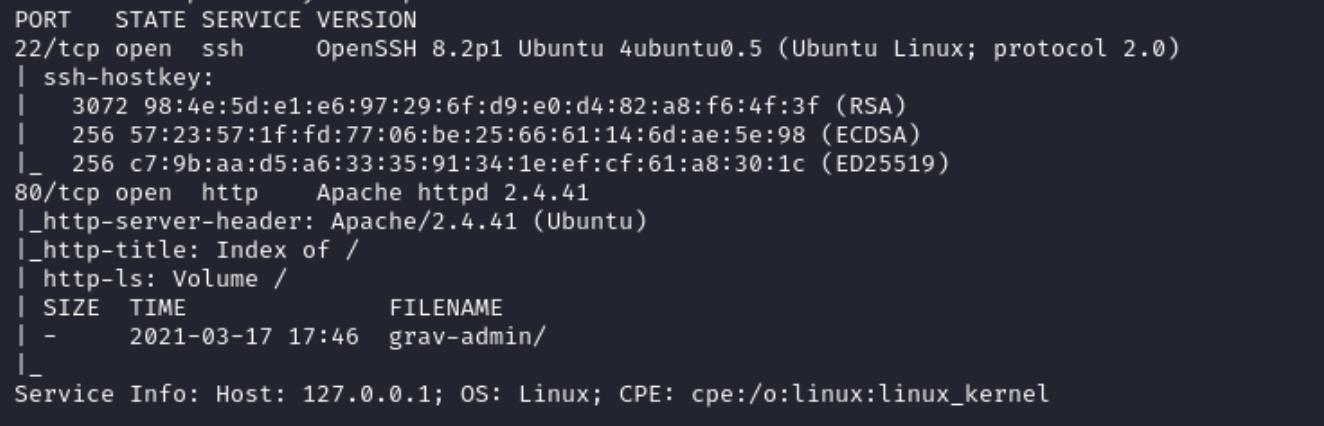 PORT   STATE SERVICE VERSION
22/tcp open  ssh     OpenSSH 8.2p1 Ubuntu 4ubuntu0.5 (Ubuntu Linux; protocol 2.0)
| ssh-hostkey:
|   3072 98:4e:5d:e1:e6:97:29:6f:d9:e0:d4:82:a8:f6:4f:3f (RSA)
|   256 57:23:57:1f:fd:77:06:be:25:66:61:14:6d:ae:5e:98 (ECDSA)
|_  256 c7:9b:aa:d5:a6:33:35:91:34:1e:ef:cf:61:a8:30:1c (ED25519)
80/tcp open  http    Apache httpd 2.4.41
|_http-server-header: Apache/2.4.41 (Ubuntu)
|_http-title: Index of /
| http-ls: Volume /
| SIZE  TIME              FILENAME
| -     2021-03-17 17:46  grav-admin/
|_
Service Info: Host: 127.0.0.1; OS: Linux; CPE: cpe:/o:linux:linux_kernel